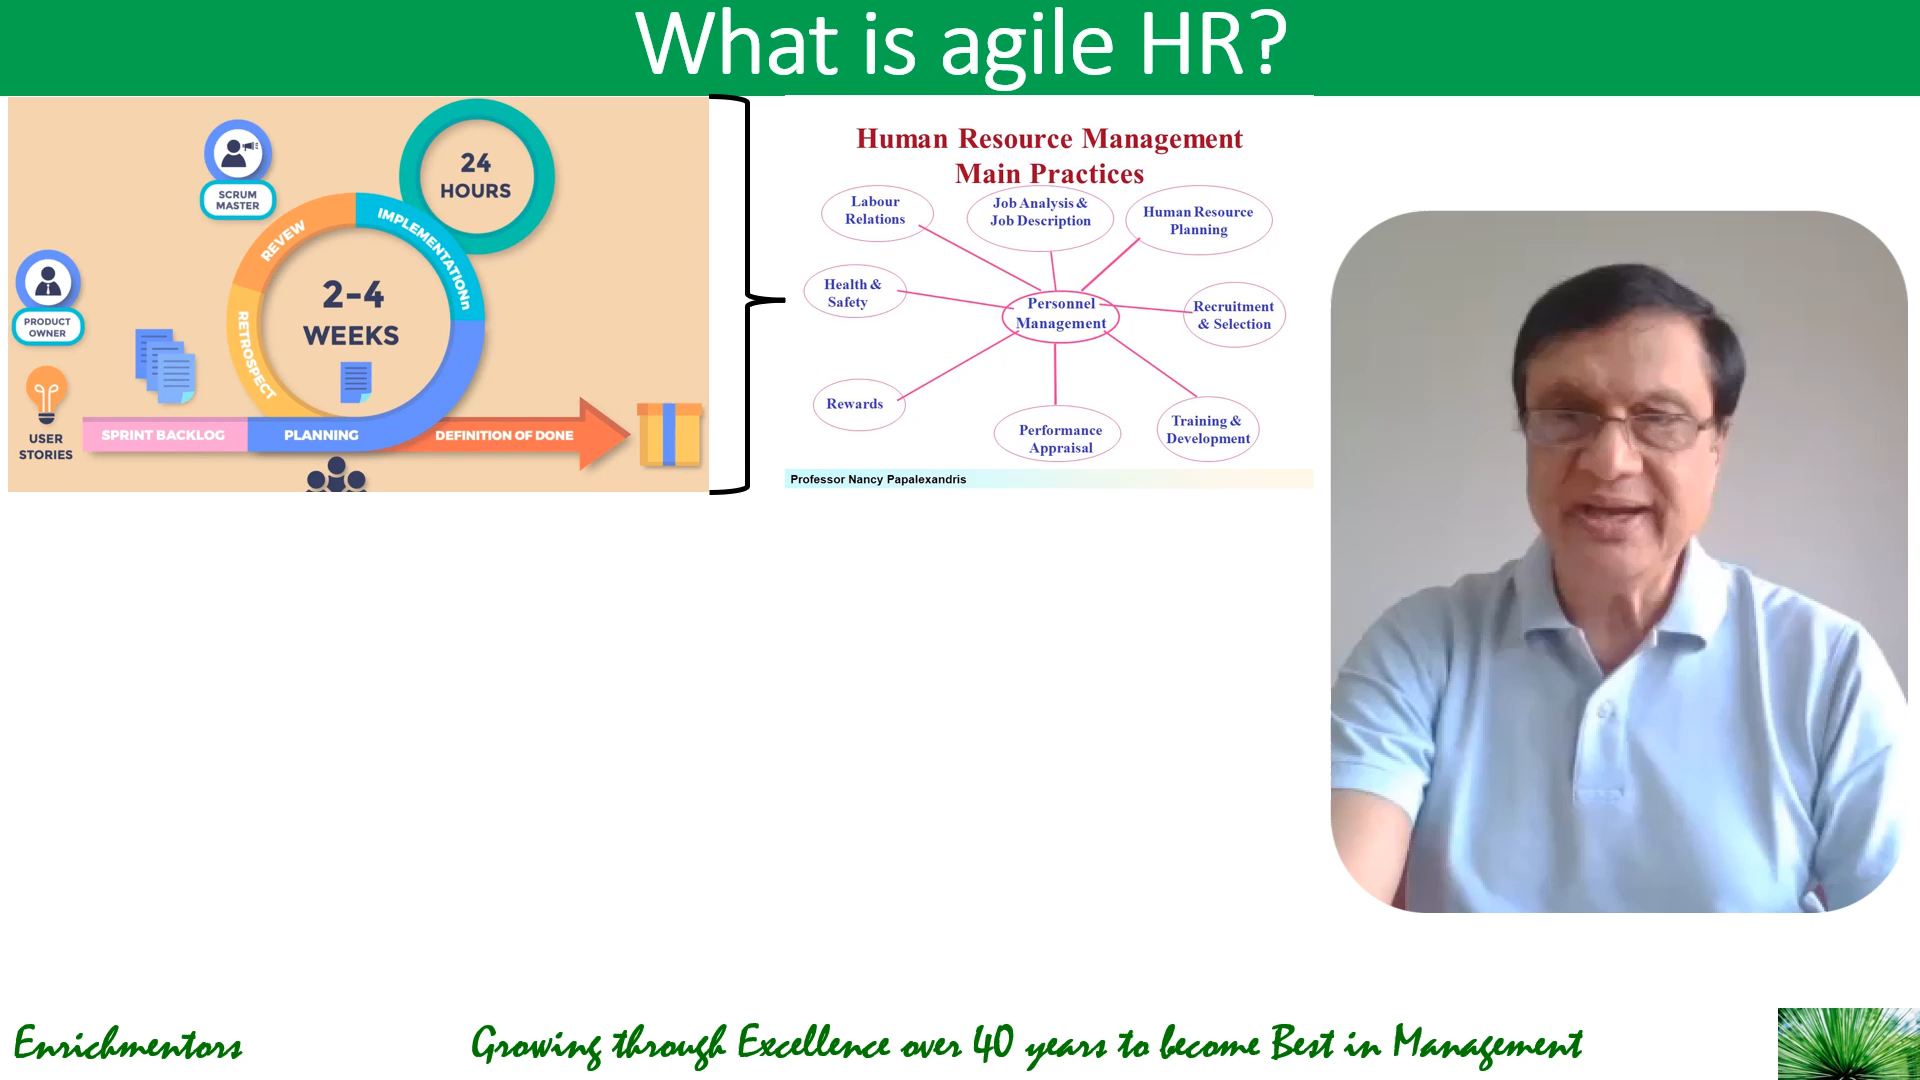 What is agile HR?
24
HOURS
SCRUM
MASTER
REVEW
IMPLEMENTATIONn
PRODUCT
OWNER
RETROSPECT
2-4
WEEKS
USER
STORIES
SPRINT BACKLOG
PLANNING
DEFINITION OF DONE
Human Resource Management
Main Practices
Labour
Relations
Job Analysis &
Job Description
Human Resource
Planning
Health &
Safety
Personnel
Management
Recruitment
& Selection
Rewards
Performance
Appraisal
Training &
Development
Professor Nancy Papalexandris
Enrichmentors
Growing through Excellence over 40 years to become Best in Management